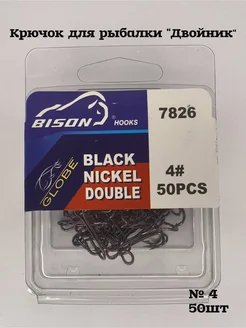 Крючок для рыбалки "Двойник"
BISON HOOKS
7826
GLOBE
BLACK
NICKEL
DOUBLE
4#
50PCS
№ 4
50шт